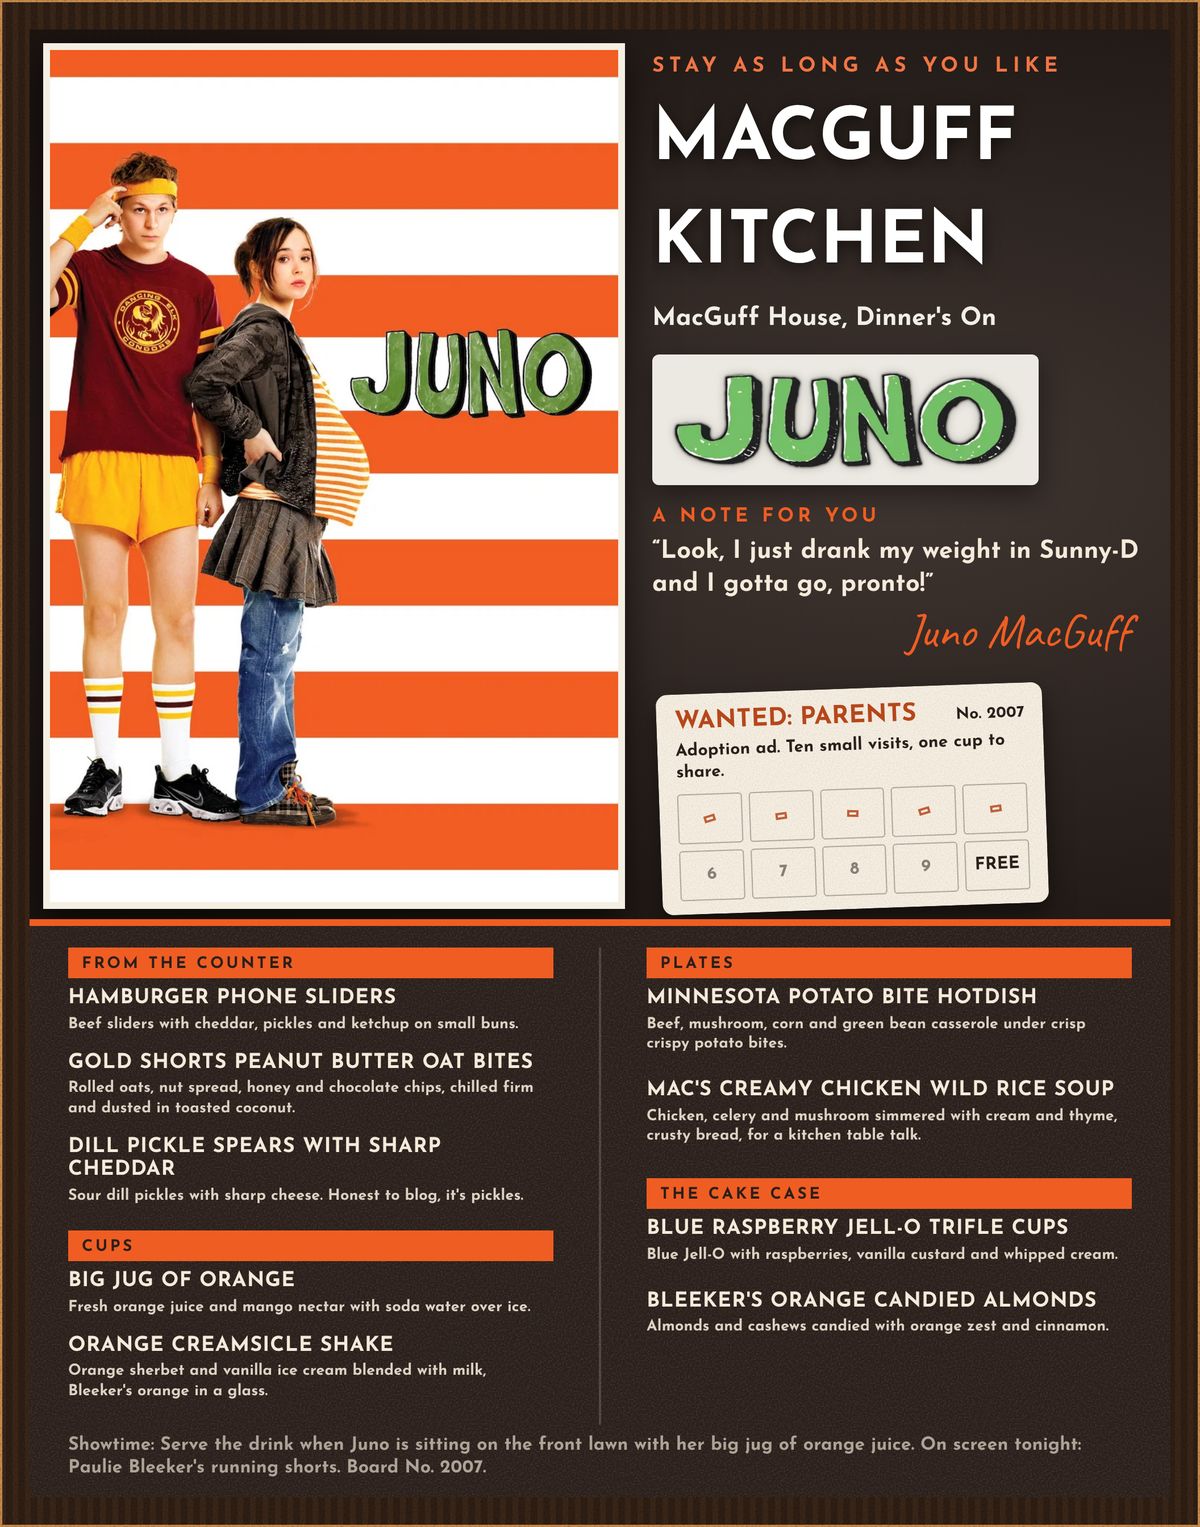 STAY AS LONG AS YOU LIKE
MACGUFF
KITCHEN
MacGuff House, Dinner's On
DANCING ELK
CONDORS
JUNO
JUNO
A NOTE FOR YOU
“Look, I just drank my weight in Sunny-D
and I gotta go, pronto!”
Juno MacGuff
WANTED: PARENTS
No. 2007
Adoption ad. Ten small visits, one cup to
share.
6 7 8 9 FREE
FROM THE COUNTER
HAMBURGER PHONE SLIDERS
Beef sliders with cheddar, pickles and ketchup on small buns.
GOLD SHORTS PEANUT BUTTER OAT BITES
Rolled oats, nut spread, honey and chocolate chips, chilled firm
and dusted in toasted coconut.
DILL PICKLE SPEARS WITH SHARP
CHEDDAR
Sour dill pickles with sharp cheese. Honest to blog, it's pickles.
CUPS
BIG JUG OF ORANGE
Fresh orange juice and mango nectar with soda water over ice.
ORANGE CREAMSICLE SHAKE
Orange sherbet and vanilla ice cream blended with milk,
Bleeker's orange in a glass.
PLATES
MINNESOTA POTATO BITE HOTDISH
Beef, mushroom, corn and green bean casserole under crisp
crispy potato bites.
MAC'S CREAMY CHICKEN WILD RICE SOUP
Chicken, celery and mushroom simmered with cream and thyme,
crusty bread, for a kitchen table talk.
THE CAKE CASE
BLUE RASPBERRY JELL-O TRIFLE CUPS
Blue Jell-O with raspberries, vanilla custard and whipped cream.
BLEEKER'S ORANGE CANDIED ALMONDS
Almonds and cashews candied with orange zest and cinnamon.
Showtime: Serve the drink when Juno is sitting on the front lawn with her big jug of orange juice. On screen tonight:
Paulie Bleeker's running shorts. Board No. 2007.